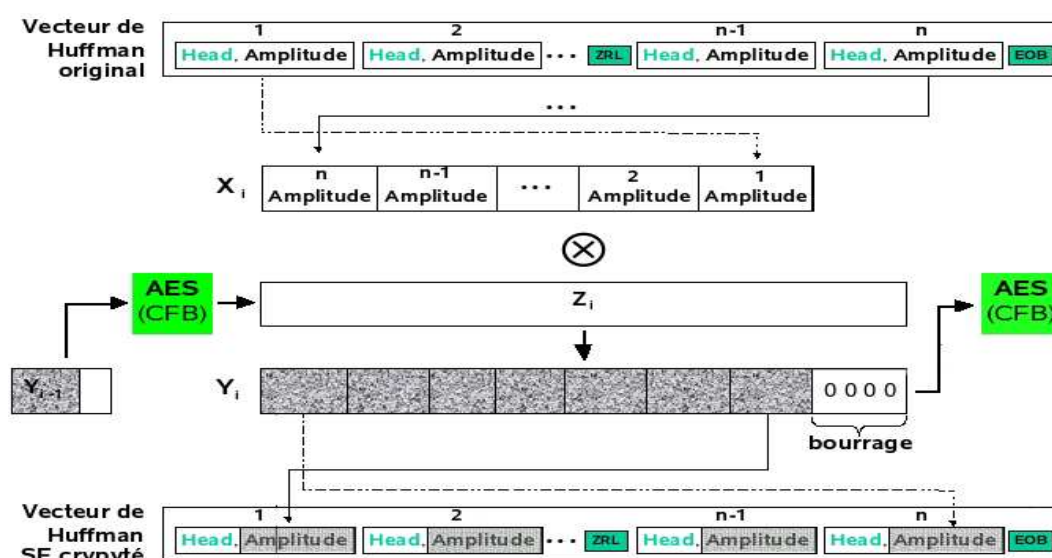 Vecteur de
Huffman
original
1 2 n-1 n
Head, Amplitude Head, Amplitude ... ZRL Head, Amplitude Head, Amplitude EOB
...
X i
n n-1 ... 2 1
Amplitude Amplitude Amplitude Amplitude
⊗
AES
(CFB)
Z i
AES
(CFB)
Y i-1
Y i
0 0 0 0
bourrage
Vecteur de
Huffman
SE crypté
1 2 n-1 n
Head, Amplitude Head, Amplitude ... ZRL Head, Amplitude Head, Amplitude EOB